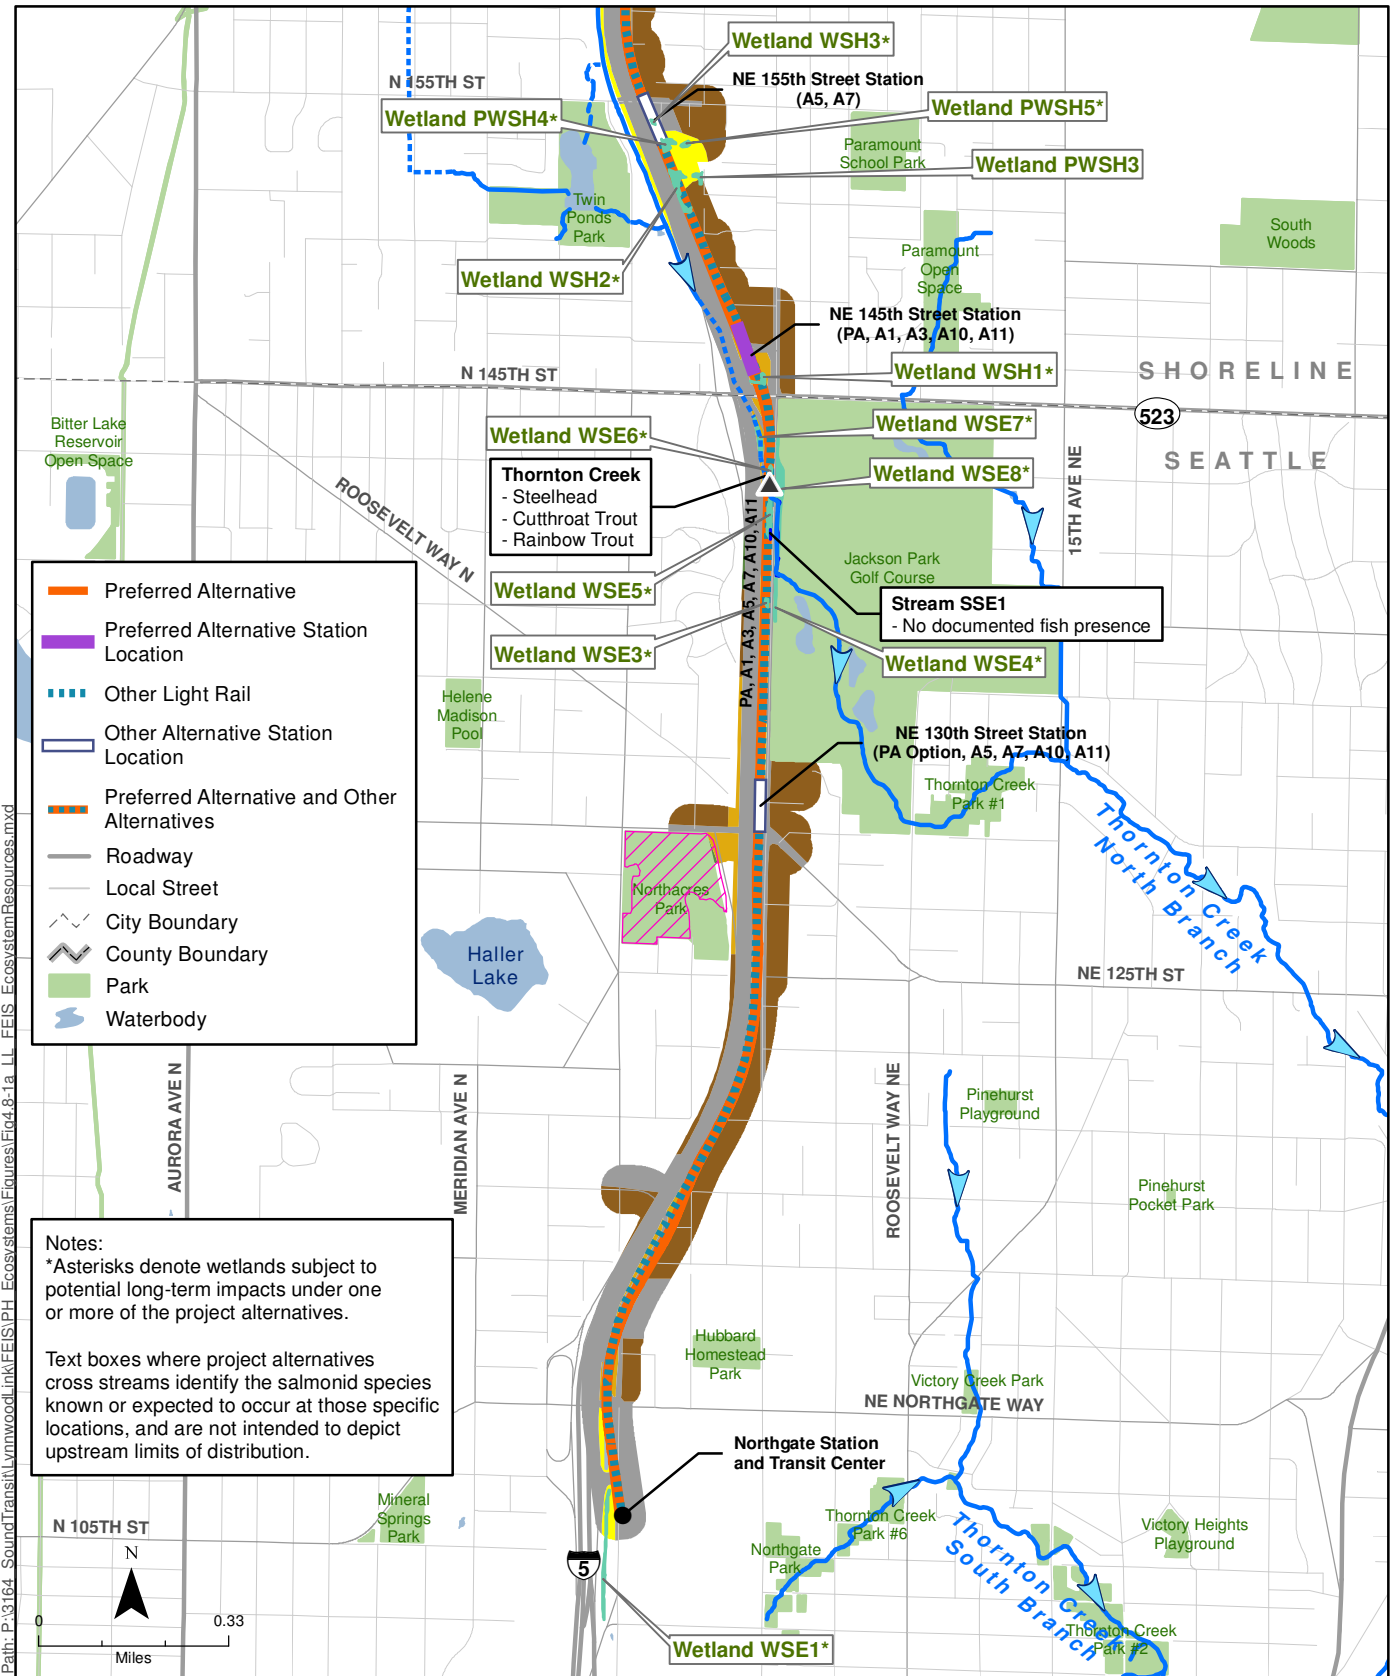 Wetland WSH3*
N 155TH ST
NE 155th Street Station
(A5, A7)
Wetland PWSH4*
Wetland PWSH5*
Paramount
School Park
Wetland PWSH3
Twin
Ponds
Park
South
Woods
Paramount
Open
Space
Wetland WSH2*
NE 145th Street Station
(PA, A1, A3, A10, A11)
N 145TH ST
Wetland WSH1*
SHORELINE
523
SEATTLE
Bitter Lake
Reservoir
Open Space
Wetland WSE6*
Wetland WSE7*
Thornton Creek
- Steelhead
- Cutthroat Trout
- Rainbow Trout
Wetland WSE8*
15TH AVE NE
ROOSEVELT WAY N
PA, A1, A3, A5, A7, A10, A11
Jackson Park
Golf Course
Wetland WSE5*
Stream SSE1
- No documented fish presence
Wetland WSE3*
Wetland WSE4*
Helene
Madison
Pool
NE 130th Street Station
(PA Option, A5, A7, A10, A11)
Thornton Creek
Park #1
Thornton Creek
North Branch
Northacres
Park
Haller
Lake
NE 125TH ST
Preferred Alternative
Preferred Alternative Station
Location
Other Light Rail
Other Alternative Station
Location
Preferred Alternative and Other
Alternatives
Roadway
Local Street
City Boundary
County Boundary
Park
Waterbody
AURORA AVE N
MERIDIAN AVE N
ROOSEVELT WAY NE
Pinehurst
Playground
Pinehurst
Pocket Park
Notes:
*Asterisks denote wetlands subject to
potential long-term impacts under one
or more of the project alternatives.
Text boxes where project alternatives
cross streams identify the salmonid species
known or expected to occur at those specific
locations, and are not intended to depict
upstream limits of distribution.
Hubbard
Homestead
Park
Victory Creek Park
NE NORTHGATE WAY
Northgate Station
and Transit Center
Mineral
Springs
Park
N 105TH ST
Thornton Creek
Park #6
Northgate
Park
Victory Heights
Playground
Thornton Creek
South Branch
Thornton Creek
Park #2
5
N
0 0.33
Miles
Wetland WSE1*
Path: P:\3164_SoundTransit\LynnwoodLink\FEIS\PH_Ecosystems\Figures\Fig4.8-1a_LL_FEIS_EcosystemResources.mxd